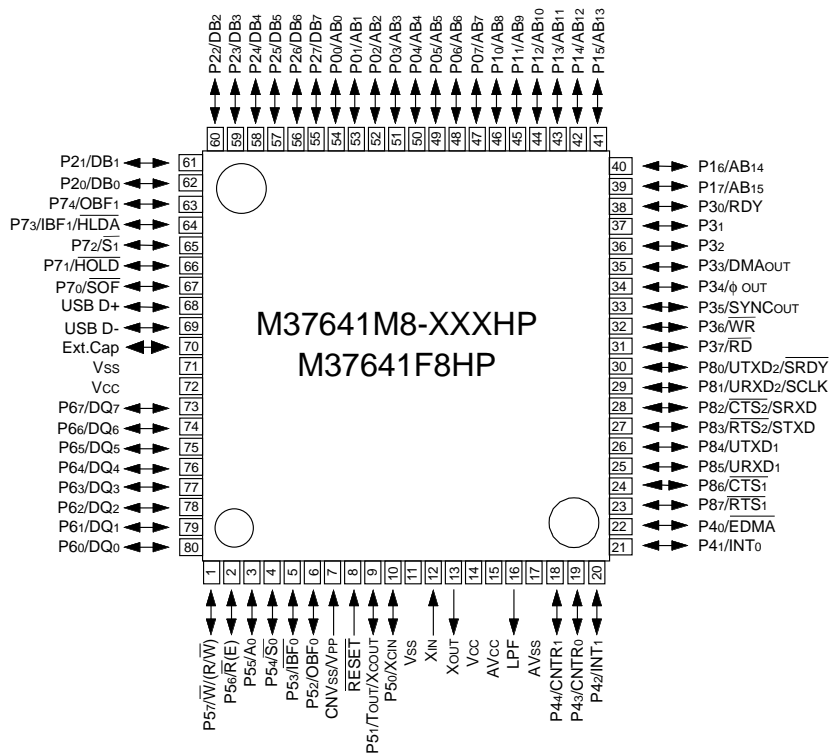 P22/DB2
P23/DB3
P24/DB4
P25/DB5
P26/DB6
P27/DB7
P00/AB0
P01/AB1
P02/AB2
P03/AB3
P04/AB4
P05/AB5
P06/AB6
P07/AB7
P10/AB8
P11/AB9
P12/AB10
P13/AB11
P14/AB12
P15/AB13
60 59 58 57 56 55 54 53 52 51 50 49 48 47 46 45 44 43 42 41
P21/DB1 61
P20/DB0 62
P74/OBF1 63
P73/IBF1/HLDA 64
P72/S1 65
P71/HOLD 66
P70/SOF 67
USB D+ 68
USB D- 69
Ext.Cap 70
Vss 71
Vcc 72
P67/DQ7 73
P66/DQ6 74
P65/DQ5 75
P64/DQ4 76
P63/DQ3 77
P62/DQ2 78
P61/DQ1 79
P60/DQ0 80
M37641M8-XXXHP
M37641F8HP
40 P16/AB14
39 P17/AB15
38 P30/RDY
37 P31
36 P32
35 P33/DMAOUT
34 P34/ϕ OUT
33 P35/SYNCOUT
32 P36/WR
31 P37/RD
30 P80/UTXD2/SRDY
29 P81/URXD2/SCLK
28 P82/CTS2/SRXD
27 P83/RTS2/STXD
26 P84/UTXD1
25 P85/URXD1
24 P86/CTS1
23 P87/RTS1
22 P40/EDMA
21 P41/INT0
1 2 3 4 5 6 7 8 9 10 11 12 13 14 15 16 17 18 19 20
P57/W/(R/W)
P56/R(E)
P55/A0
P54/S0
P53/IBF0
P52/OBF0
CNVss/VPP
RESET
P51/TOUT/XCOUT
P50/XCIN
Vss
XIN
XOUT
VCC
AVCC
LPF
AVss
P44/CNTR1
P43/CNTR0
P42/INT1